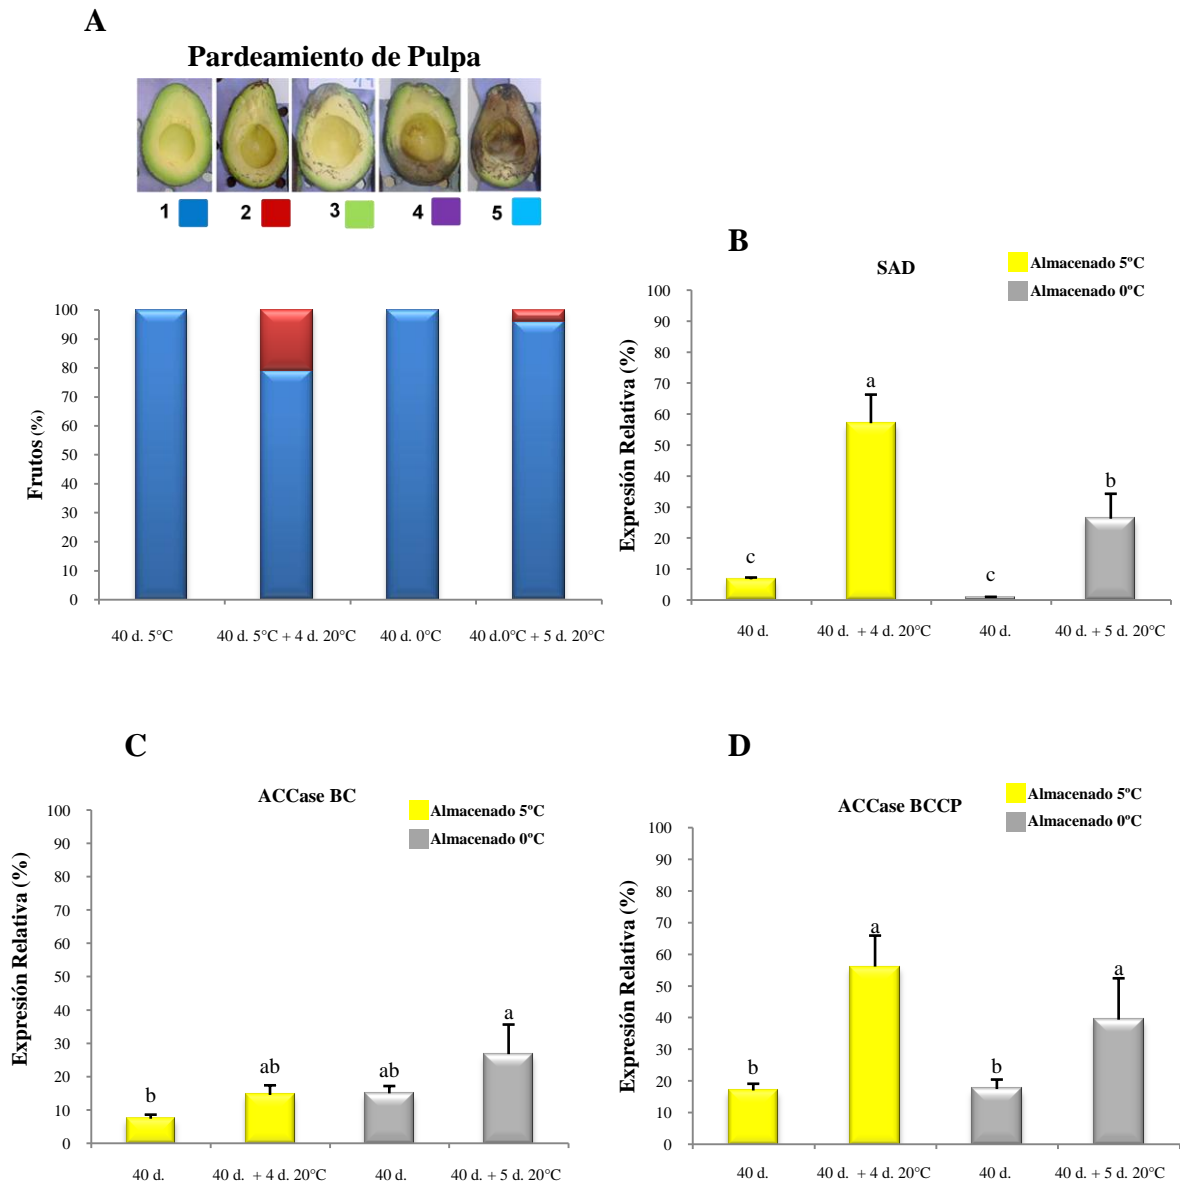 A
Pardeamiento de Pulpa
1 2 3 4 5
Frutos (%)
100
90
80
70
60
50
40
30
20
10
0
40 d. 5°C 40 d. 5°C + 4 d. 20°C 40 d. 0°C 40 d.0°C + 5 d. 20°C
B
SAD
Almacenado 5ºC
Almacenado 0ºC
Expresión Relativa (%)
100
90
80
70
60
50
40
30
20
10
0
c a c b
40 d. 40 d. + 4 d. 20°C 40 d. 40 d. + 5 d. 20°C
C
ACCase BC
Almacenado 5ºC
Almacenado 0ºC
Expresión Relativa (%)
100
90
80
70
60
50
40
30
20
10
0
b ab ab a
40 d. 40 d. + 4 d. 20°C 40 d. 40 d. + 5 d. 20°C
D
ACCase BCCP
Almacenado 5ºC
Almacenado 0ºC
Expresión Relativa (%)
100
90
80
70
60
50
40
30
20
10
0
b a b a
40 d. 40 d. + 4 d. 20°C 40 d. 40 d. + 5 d. 20°C